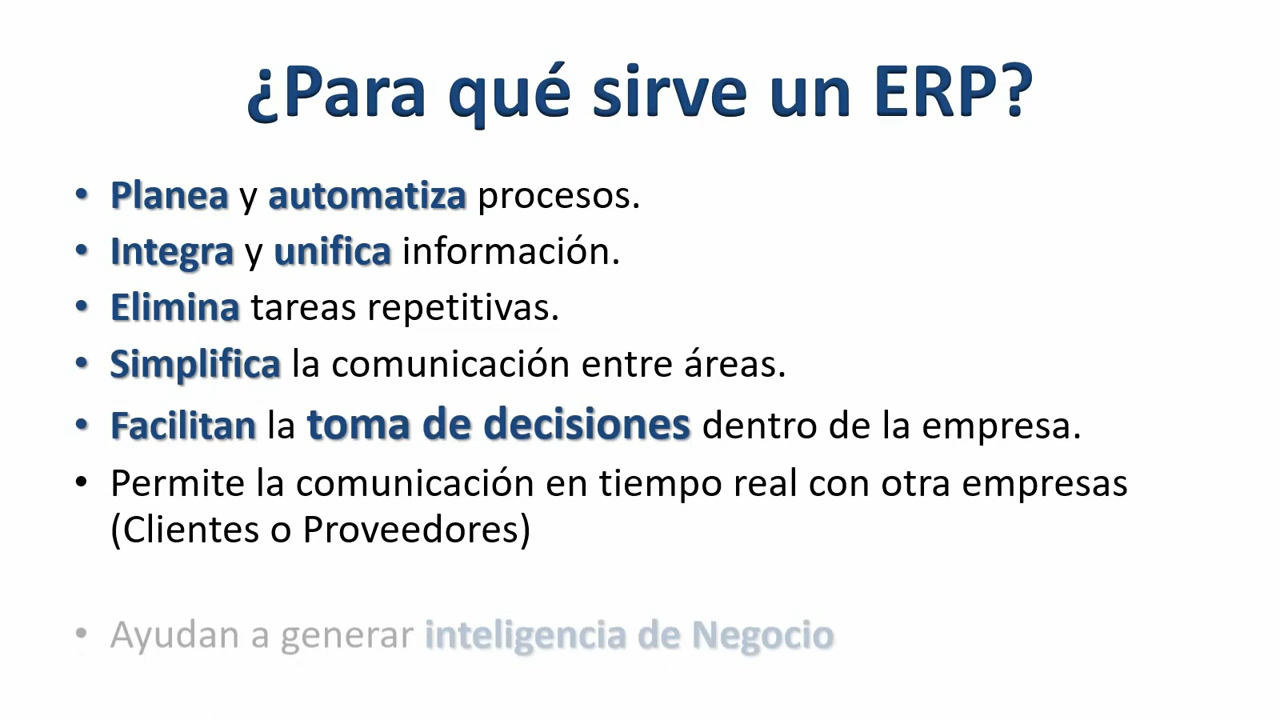 ¿Para qué sirve un ERP?
• Planea y automatiza procesos.
• Integra y unifica información.
• Elimina tareas repetitivas.
• Simplifica la comunicación entre áreas.
• Facilitan la toma de decisiones dentro de la empresa.
• Permite la comunicación en tiempo real con otra empresas
(Clientes o Proveedores)
• Ayudan a generar inteligencia de Negocio